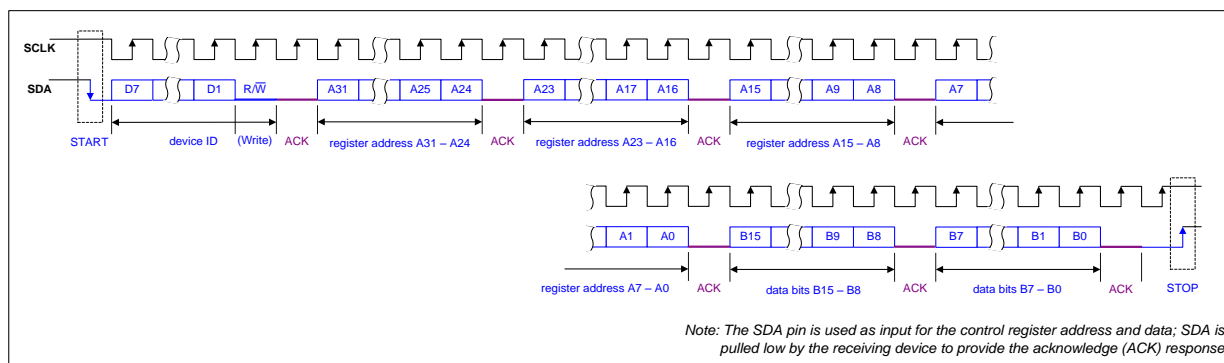 SCLK
SDA D7 D1 R/W̅ A31 A25 A24 A23 A17 A16 A15 A9 A8 A7
START device ID (Write) ACK register address A31 – A24 ACK register address A23 – A16 ACK register address A15 – A8 ACK
A1 A0 B15 B9 B8 B7 B1 B0
register address A7 – A0 ACK data bits B15 – B8 ACK data bits B7 – B0 ACK STOP
Note: The SDA pin is used as input for the control register address and data; SDA is
pulled low by the receiving device to provide the acknowledge (ACK) response